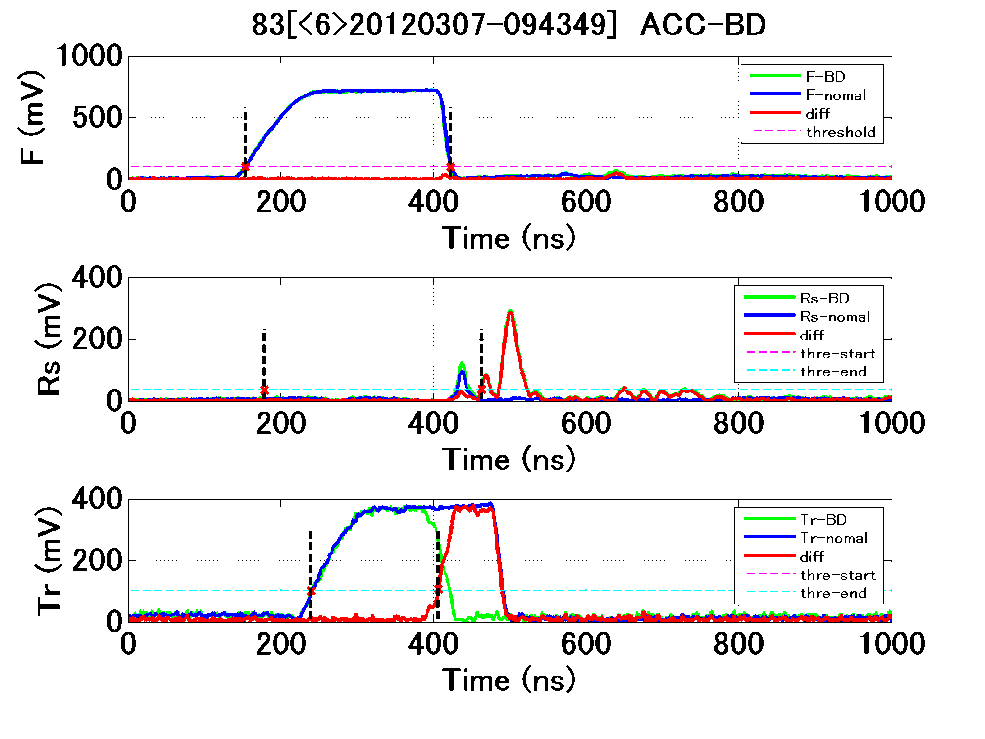 83[<6>20120307-094349] ACC-BD
F (mV)
1000
500
0
F-BD
F-nomal
diff
threshold
0 200 400 600 800 1000
Time (ns)
Rs (mV)
400
200
0
Rs-BD
Rs-nomal
diff
thre-start
thre-end
0 200 400 600 800 1000
Time (ns)
Tr (mV)
400
200
0
Tr-BD
Tr-nomal
diff
thre-start
thre-end
0 200 400 600 800 1000
Time (ns)